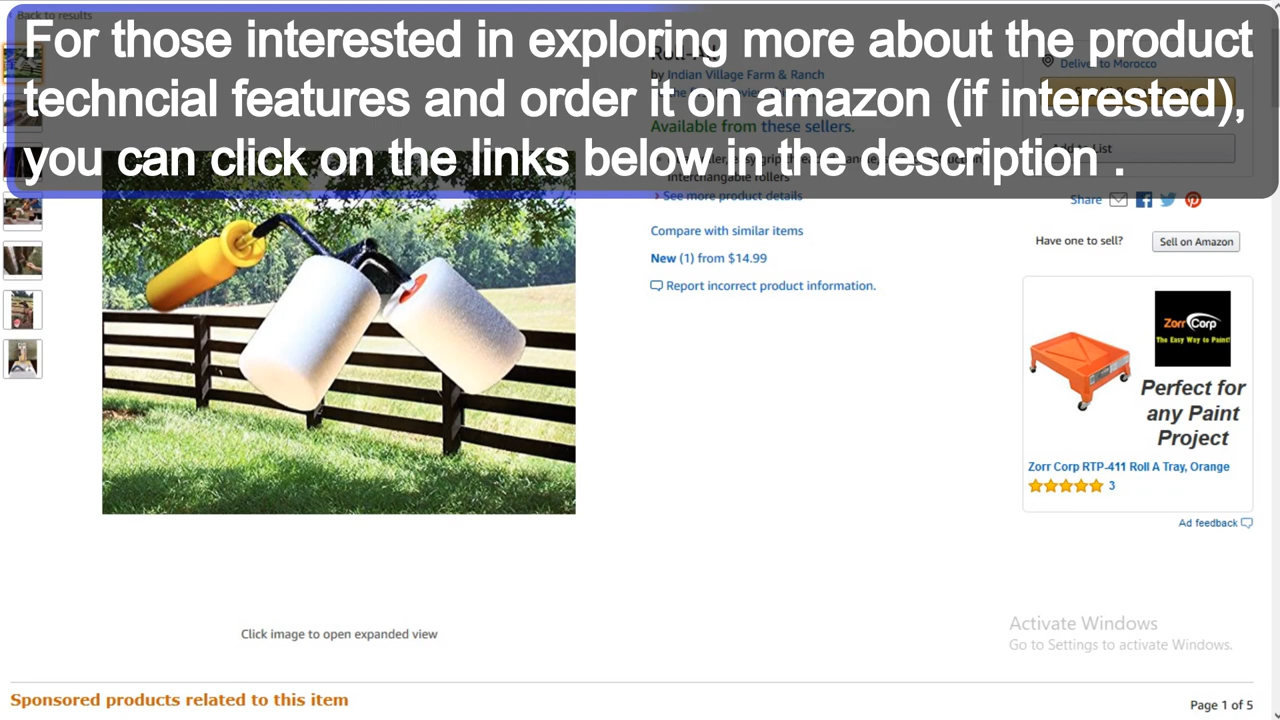 Back to results
For those interested in exploring more about the product
techncial features and order it on amazon (if interested),
you can click on the links below in the description .
by Indian Village Farm & Ranch
Available from these sellers.
interchangable rollers
› See more product details
Compare with similar items
New (1) from $14.99
Report incorrect product information.
Deliver to Morocco
Add to List
Share
Have one to sell?
Sell on Amazon
ZorrCorp
The Easy Way to Paint!
Perfect for
any Paint
Project
Zorr Corp RTP-411 Roll A Tray, Orange
3
Ad feedback
Click image to open expanded view
Activate Windows
Go to Settings to activate Windows.
Sponsored products related to this item
Page 1 of 5